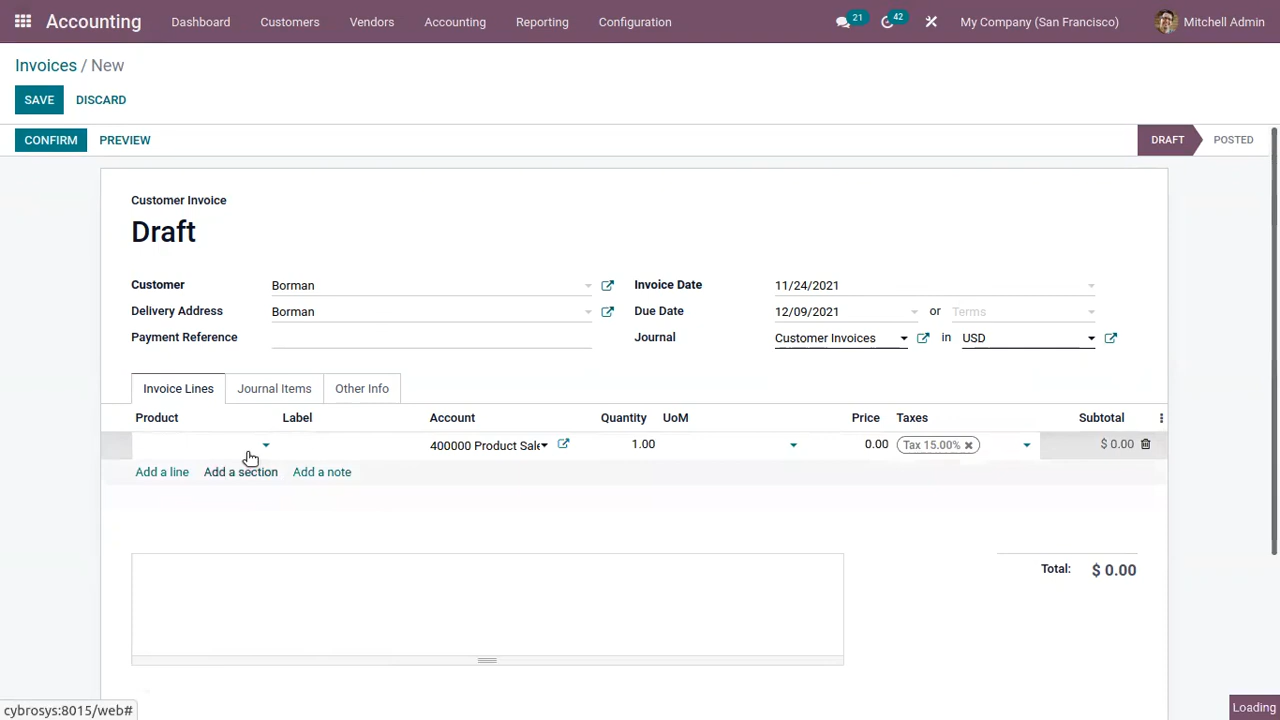 Accounting Dashboard Customers Vendors Accounting Reporting Configuration 21 42 My Company (San Francisco) Mitchell Admin
Invoices / New
SAVE DISCARD
CONFIRM PREVIEW DRAFT POSTED
Customer Invoice
Draft
Customer Borman Invoice Date 11/24/2021
Delivery Address Borman Due Date 12/09/2021 or Terms
Payment Reference Journal Customer Invoices in USD
Invoice Lines Journal Items Other Info
Product Label Account Quantity UoM Price Taxes Subtotal
400000 Product Sale 1.00 0.00 Tax 15.00% $ 0.00
Add a line Add a section Add a note
Total: $ 0.00
cybrosys:8015/web# Loading